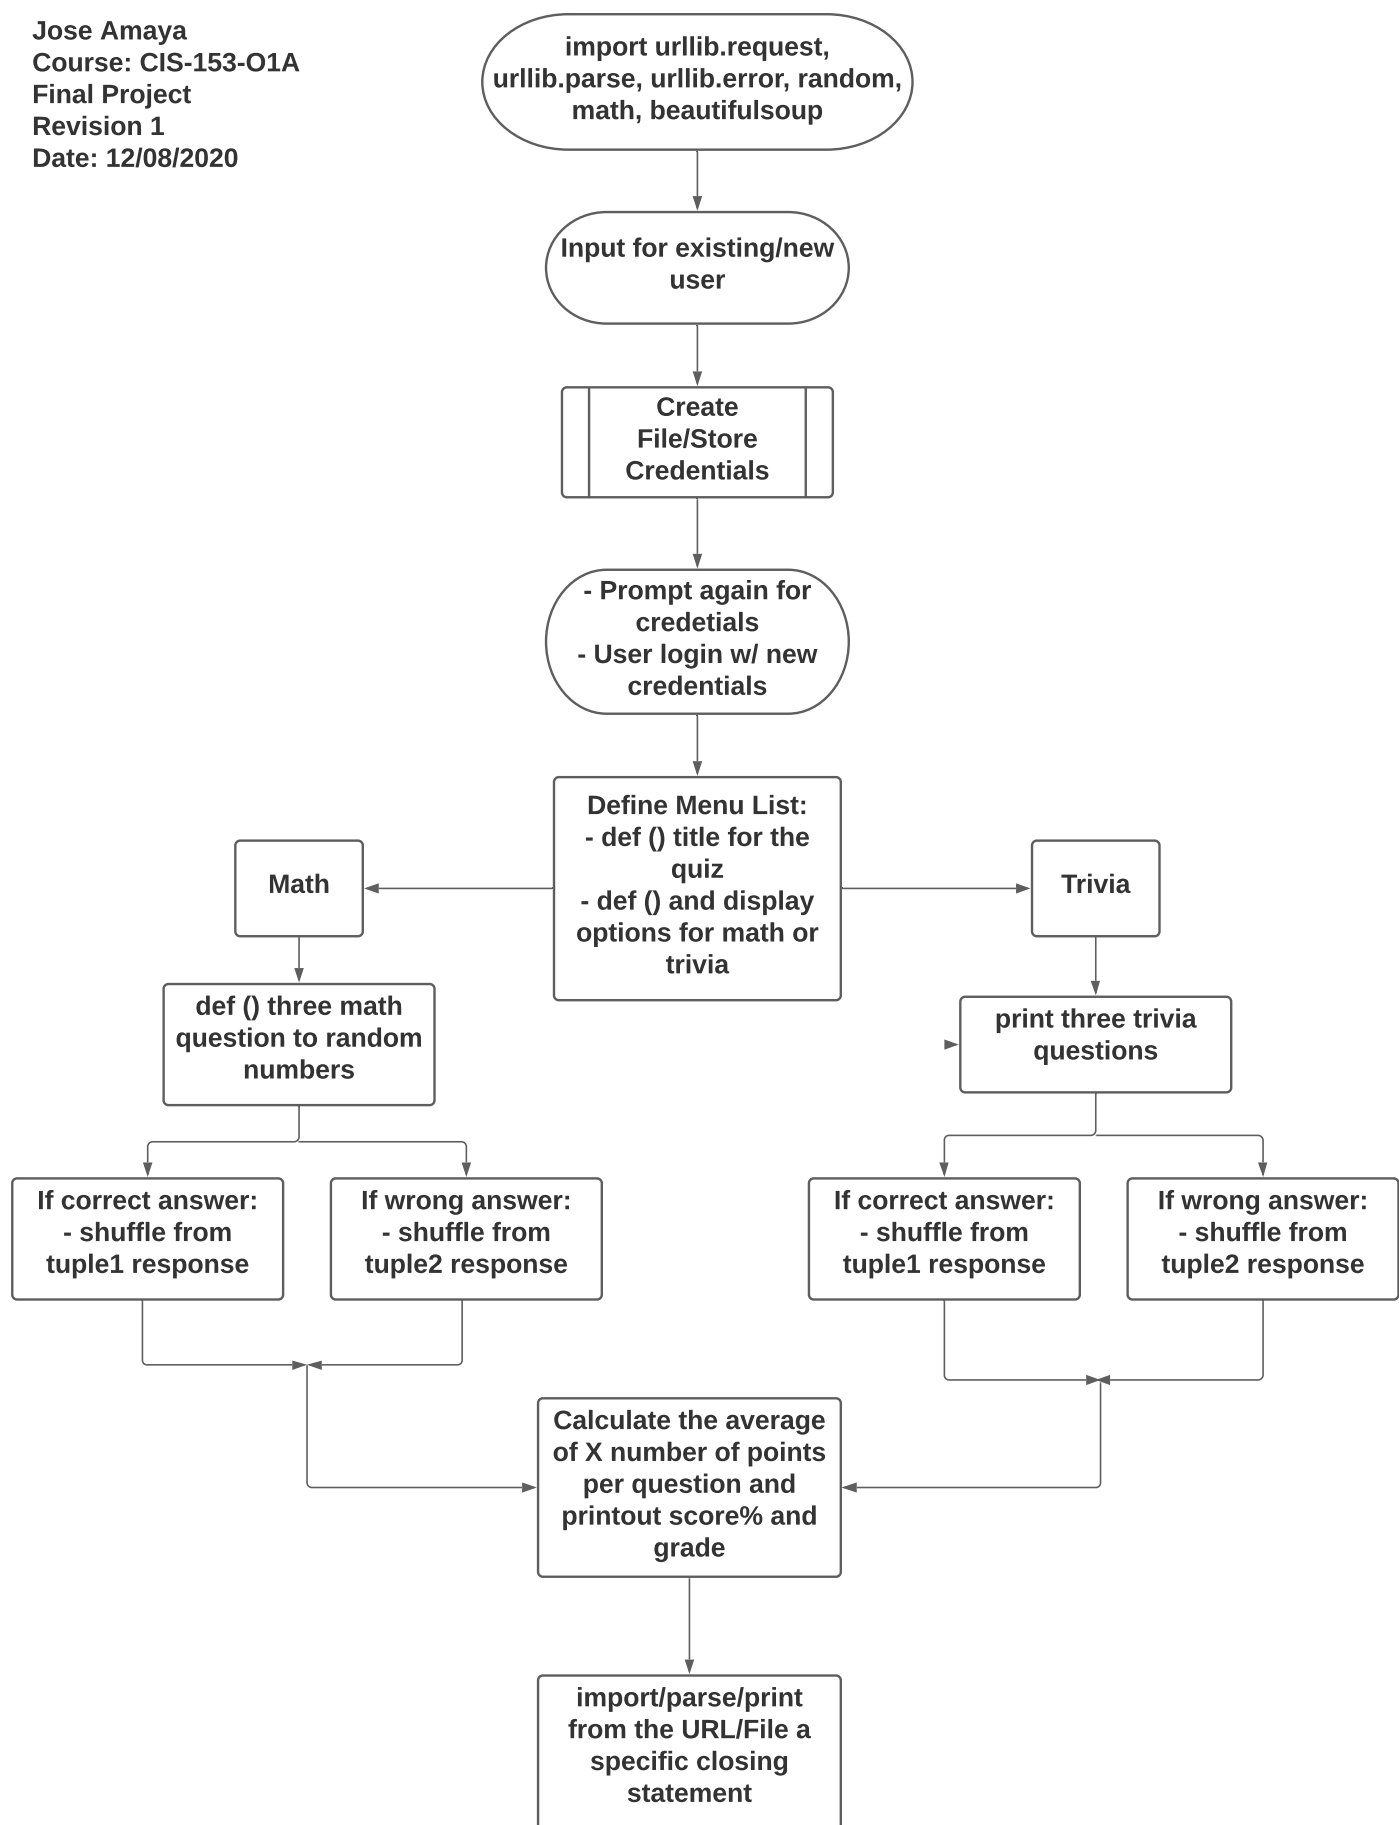 Jose Amaya
Course: CIS-153-O1A
Final Project
Revision 1
Date: 12/08/2020
import urllib.request,
urllib.parse, urllib.error, random,
math, beautifulsoup
Input for existing/new
user
Create
File/Store
Credentials
- Prompt again for
credetials
- User login w/ new
credentials
Define Menu List:
- def () title for the
quiz
- def () and display
options for math or
trivia
Math
Trivia
def () three math
question to random
numbers
print three trivia
questions
If correct answer:
- shuffle from
tuple1 response
If wrong answer:
- shuffle from
tuple2 response
If correct answer:
- shuffle from
tuple1 response
If wrong answer:
- shuffle from
tuple2 response
Calculate the average
of X number of points
per question and
printout score% and
grade
import/parse/print
from the URL/File a
specific closing
statement